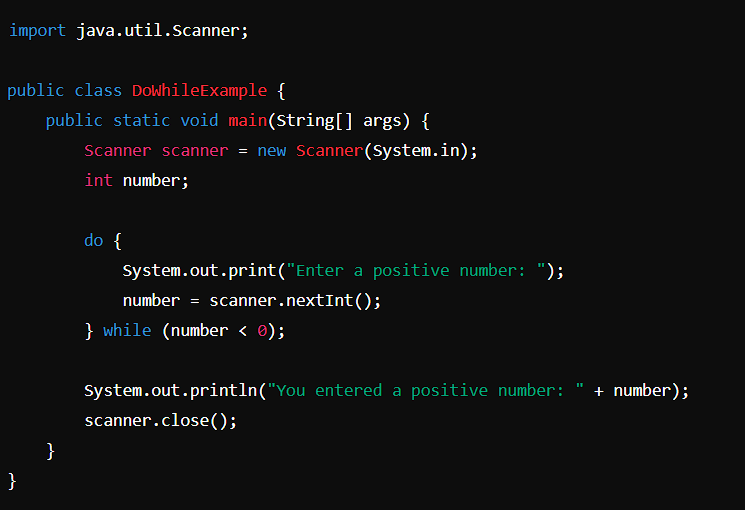 import java.util.Scanner;
public class DoWhileExample {
    public static void main(String[] args) {
        Scanner scanner = new Scanner(System.in);
        int number;
        do {
            System.out.print("Enter a positive number: ");
            number = scanner.nextInt();
        } while (number < 0);
        System.out.println("You entered a positive number: " + number);
        scanner.close();
    }
}